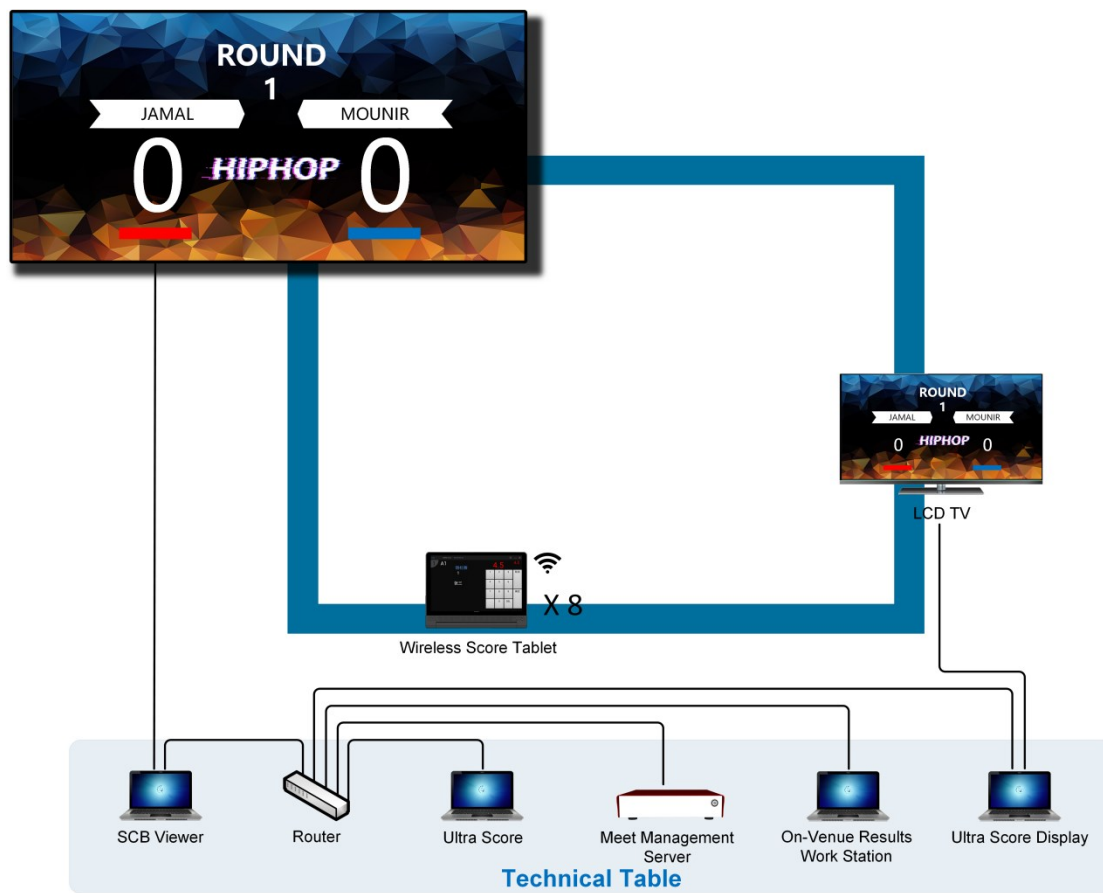 ROUND
1
JAMAL
MOUNIR
0
HIPHOP
0
ROUND
1
JAMAL
MOUNIR
0
HIPHOP
0
LCD TV
A1
X 8
Wireless Score Tablet
SCB Viewer
Router
Ultra Score
Meet Management
Server
On-Venue Results
Work Station
Ultra Score Display
Technical Table